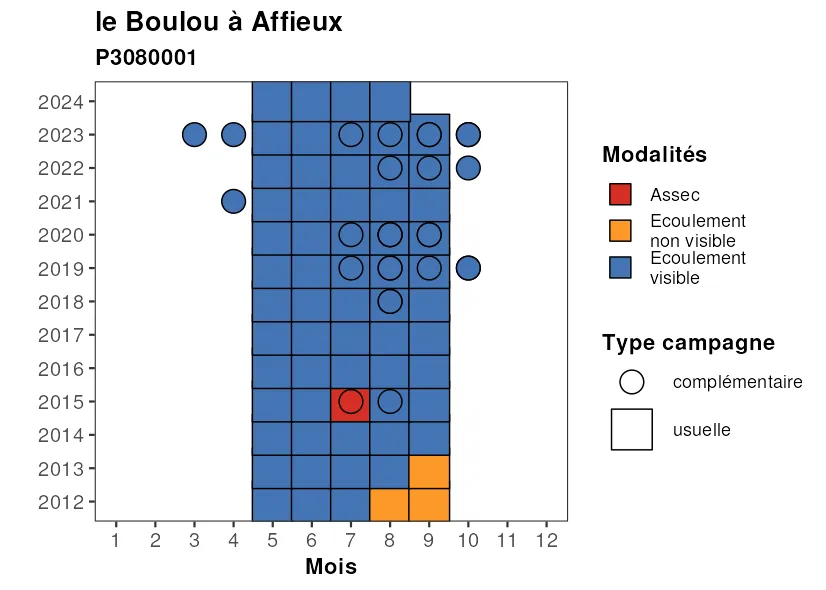 le Boulou à Affieux
P3080001
2024
2023
2022
2021
2020
2019
2018
2017
2016
2015
2014
2013
2012
1 2 3 4 5 6 7 8 9 10 11 12
Mois
Modalités
Assec
Ecoulement
non visible
Ecoulement
visible
Type campagne
complémentaire
usuelle